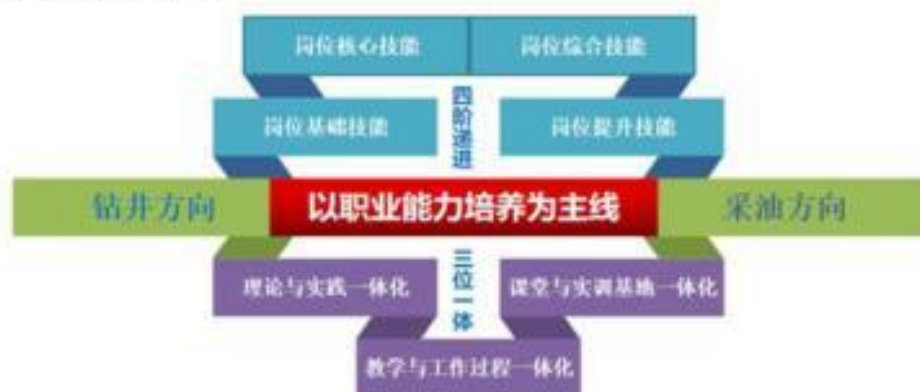 岗位核心技能
岗位综合技能
岗位基础技能
四阶递进
岗位提升技能
钻井方向
以职业能力培养为主线
采油方向
理论与实践一体化
三位一体
课堂与实训基地一体化
教学与工作过程一体化